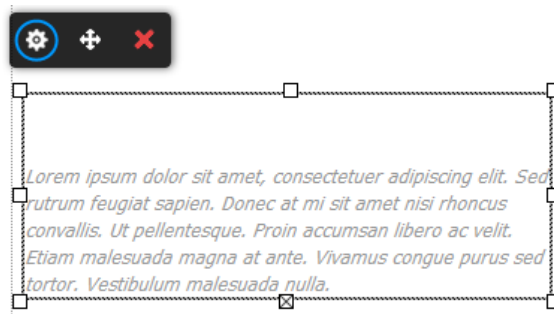 Lorem ipsum dolor sit amet, consectetuer adipiscing elit. Sed
rutrum feugiat sapien. Donec at mi sit amet nisi rhoncus
convallis. Ut pellentesque. Proin accumsan libero ac velit.
Etiam malesuada magna at ante. Vivamus congue purus sed
tortor. Vestibulum malesuada nulla.